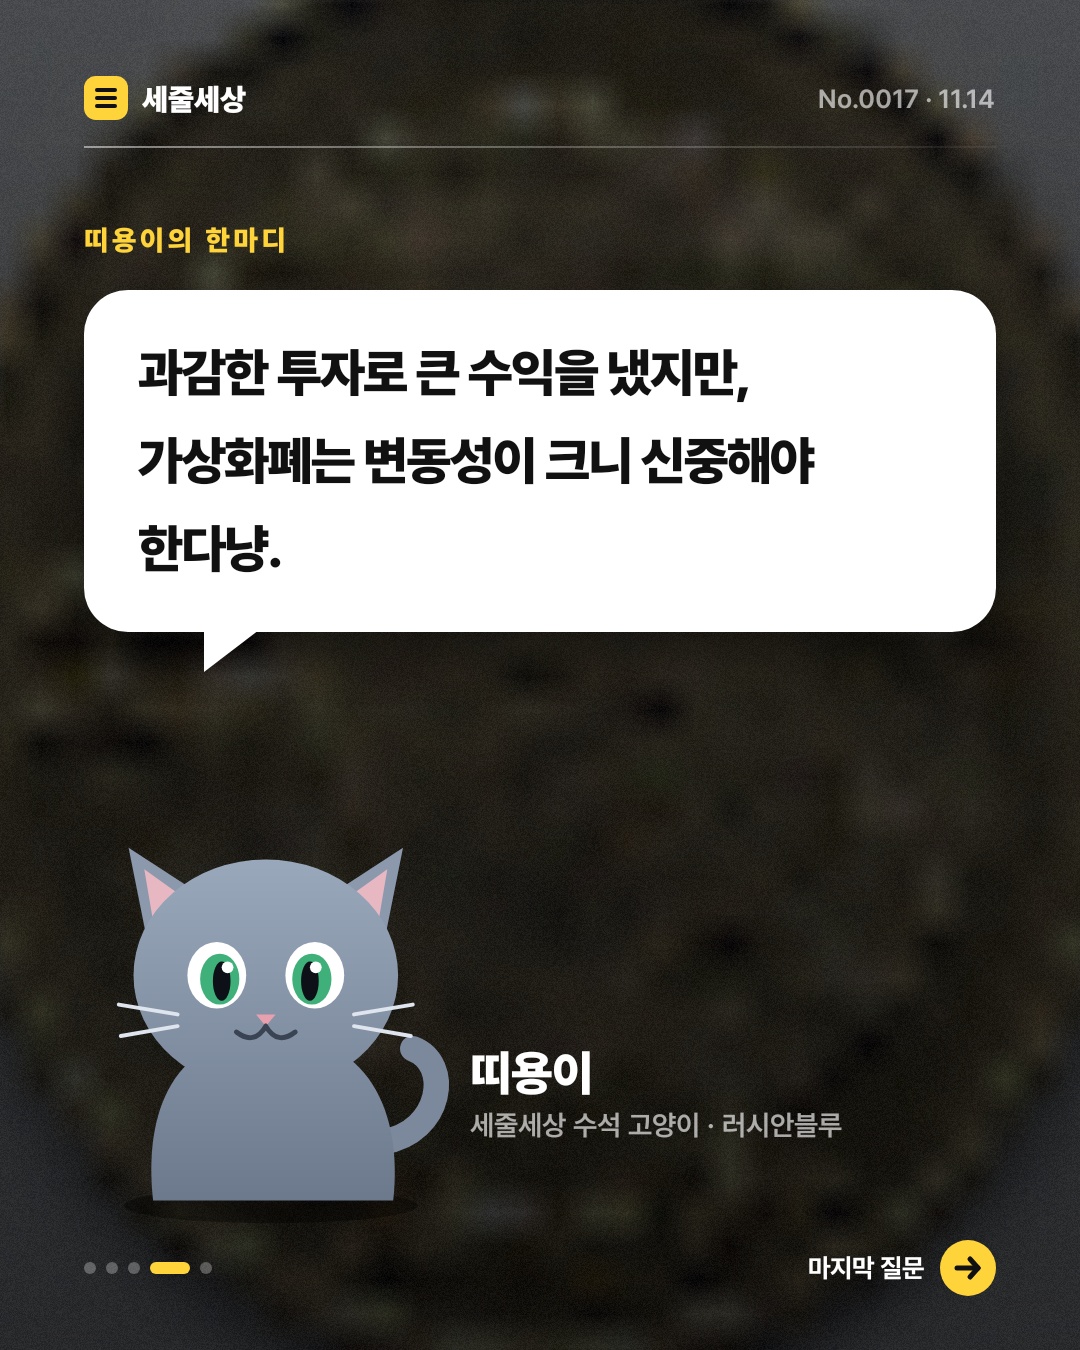 세줄세상
No.0017 · 11.14
띠용이의 한마디
과감한 투자로 큰 수익을 냈지만,
가상화폐는 변동성이 크니 신중해야
한다냥.
띠용이
세줄세상 수석 고양이 · 러시안블루
마지막 질문